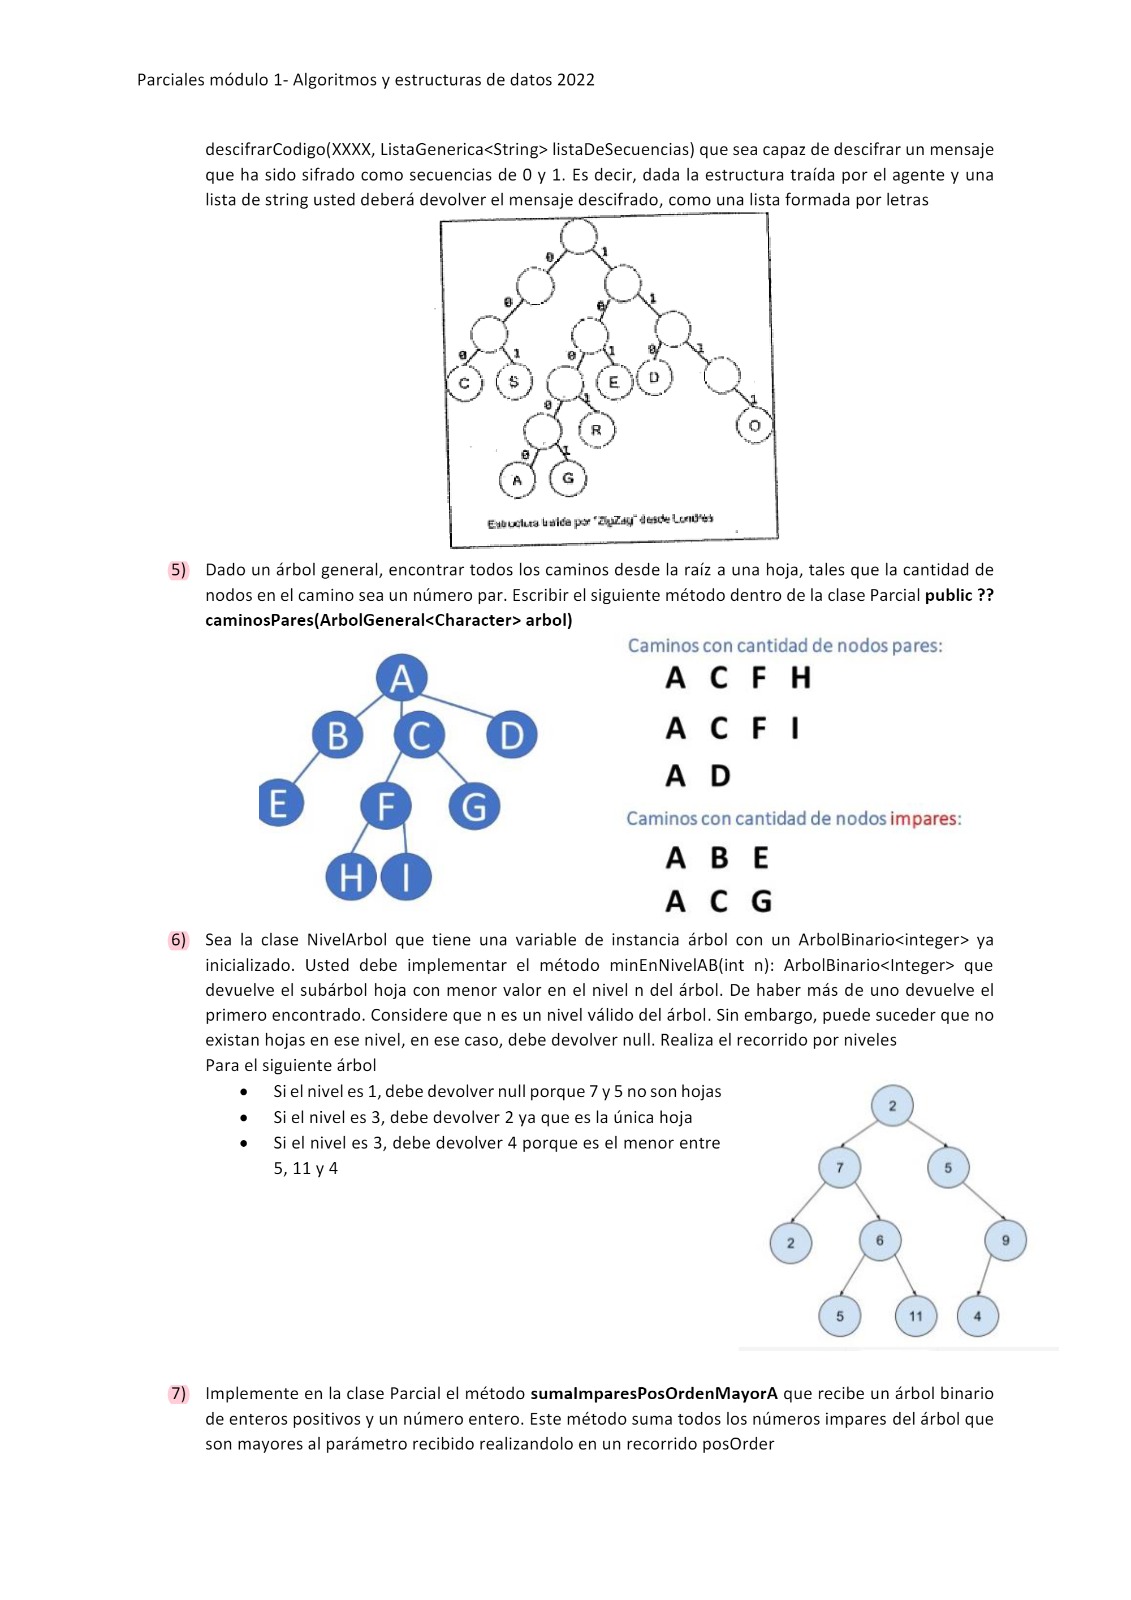 Parciales módulo 1- Algoritmos y estructuras de datos 2022
descifrarCodigo(XXXX, ListaGenerica<String> listaDeSecuencias) que sea capaz de descifrar un mensaje
que ha sido sifrado como secuencias de 0 y 1. Es decir, dada la estructura traída por el agente y una
lista de string usted deberá devolver el mensaje descifrado, como una lista formada por letras
0 1
0 0 1
0 1 0 1 0 1
C S E D
0 1 1
R O
0 1
A G
Estructura traída por "ZipZag" desde Londres
5) Dado un árbol general, encontrar todos los caminos desde la raíz a una hoja, tales que la cantidad de
nodos en el camino sea un número par. Escribir el siguiente método dentro de la clase Parcial public ??
caminosPares(ArbolGeneral<Character> arbol)
A
B C D
E F G
H I
Caminos con cantidad de nodos pares:
A C F H
A C F I
A D
Caminos con cantidad de nodos impares:
A B E
A C G
6) Sea la clase NivelArbol que tiene una variable de instancia árbol con un ArbolBinario<integer> ya
inicializado. Usted debe implementar el método minEnNivelAB(int n): ArbolBinario<Integer> que
devuelve el subárbol hoja con menor valor en el nivel n del árbol. De haber más de uno devuelve el
primero encontrado. Considere que n es un nivel válido del árbol. Sin embargo, puede suceder que no
existan hojas en ese nivel, en ese caso, debe devolver null. Realiza el recorrido por niveles
Para el siguiente árbol
• Si el nivel es 1, debe devolver null porque 7 y 5 no son hojas
• Si el nivel es 3, debe devolver 2 ya que es la única hoja
• Si el nivel es 3, debe devolver 4 porque es el menor entre
5, 11 y 4
2
7 5
2 6 9
5 11 4
7) Implemente en la clase Parcial el método sumaImparesPosOrdenMayorA que recibe un árbol binario
de enteros positivos y un número entero. Este método suma todos los números impares del árbol que
son mayores al parámetro recibido realizandolo en un recorrido posOrder